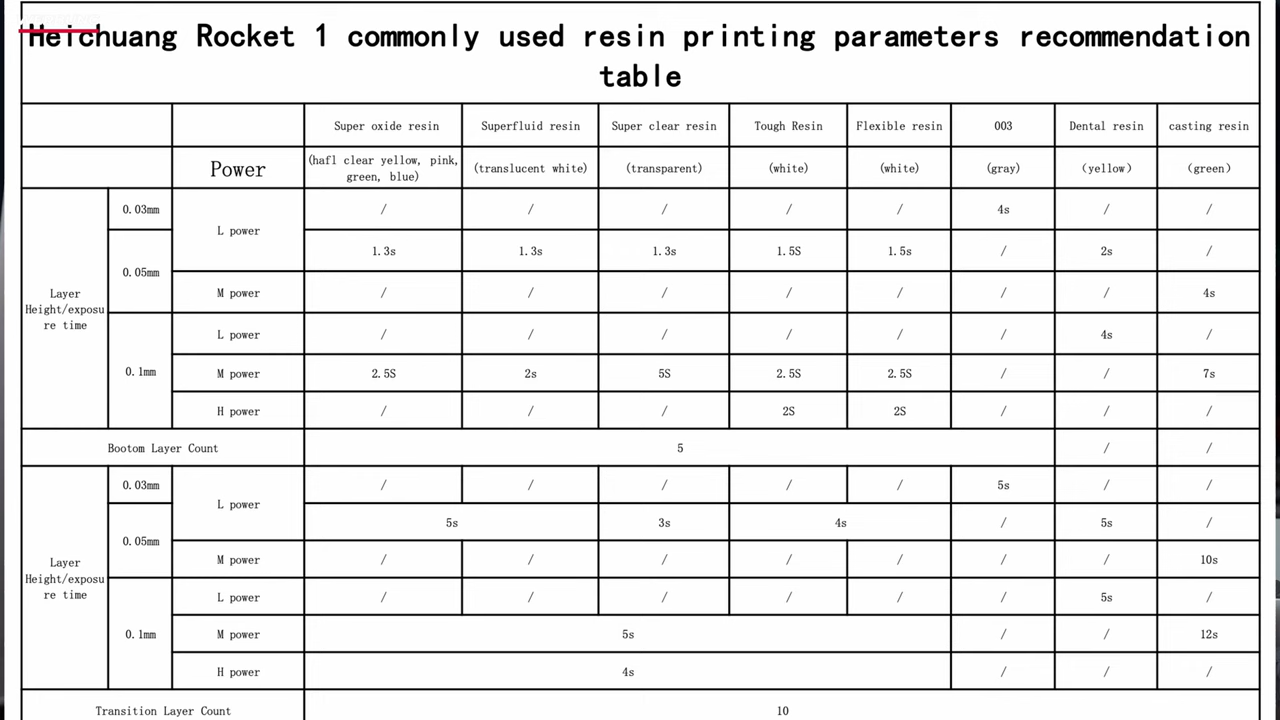 Heichuang Rocket 1 commonly used resin printing parameters recommendation
table
Super oxide resin Superfluid resin Super clear resin Tough Resin Flexible resin 003 Dental resin casting resin
Power (hafl clear yellow, pink, green, blue) (translucent white) (transparent) (white) (white) (gray) (yellow) (green)
Layer Height/exposu re time
0.03mm L power / / / / / 4s / /
0.05mm 1.3s 1.3s 1.3s 1.5S 1.5s / 2s /
M power / / / / / / / 4s
0.1mm L power / / / / / / 4s /
M power 2.5S 2s 5S 2.5S 2.5S / / 7s
H power / / / 2S 2S / / /
Bootom Layer Count 5 / /
Layer Height/exposu re time
0.03mm L power / / / / / 5s / /
0.05mm 5s 3s 4s / 5s /
M power / / / / / / / 10s
0.1mm L power / / / / / / 5s /
M power 5s / / 12s
H power 4s / / /
Transition Layer Count 10